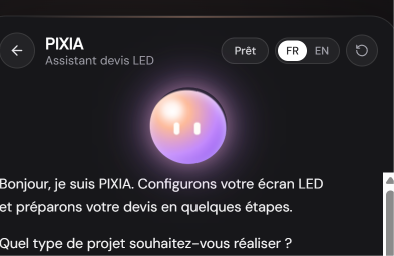 PIXIA
Assistant devis LED
Prêt
FR EN
Bonjour, je suis PIXIA. Configurons votre écran LED
et préparons votre devis en quelques étapes.
Quel type de projet souhaitez-vous réaliser ?